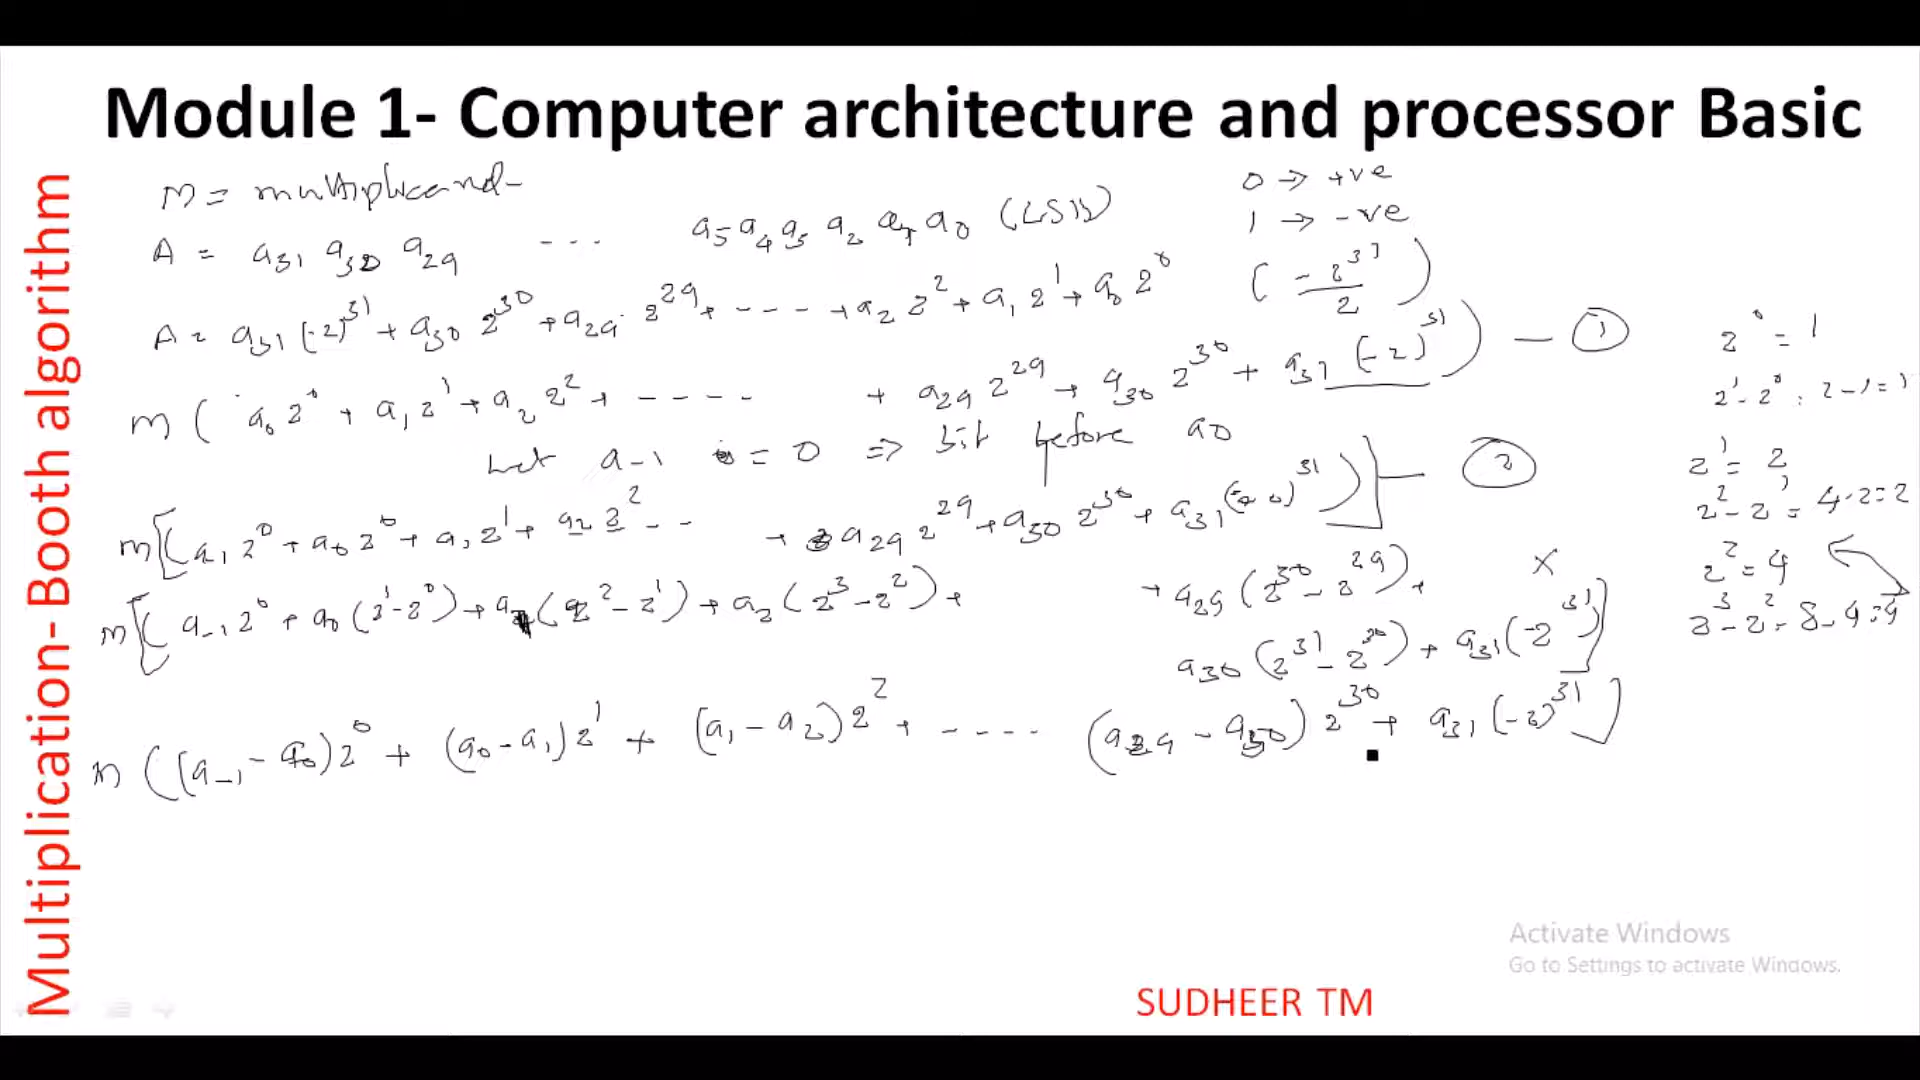 Module 1- Computer architecture and processor Basic
Multiplication- Booth algorithm
M = multiplicand
A = a31 a30 a29 --- a5 a4 a3 a2 a1 a0 (LSB)
0 → +ve
1 → -ve
A = a31 (-2)^31 + a30 2^30 + a29 2^29 + ---- + a2 2^2 + a1 2^1 + a0 2^0
(-2^31 / 2)
m ( a0 2^0 + a1 2^1 + a2 2^2 + ---- + a29 2^29 + a30 2^30 + a31 (-2)^31 ) — ①
Let a-1 = 0 => bit before a0
m[(a-1 2^0 + a0 2^0 + a1 2^1 + a2 2^2 -- + a29 2^29 + a30 2^30 + a31 (-2)^31)] — ②
m[(a-1 2^0 + a0 (2^1 - 2^0) + a1 (2^2 - 2^1) + a2 (2^3 - 2^2) + + a29 (2^30 - 2^29) +
a30 (2^31 - 2^30) + a31 (-2^31)]
m ((a-1 - a0) 2^0 + (a0 - a1) 2^1 + (a1 - a2) 2^2 + ---- (a29 - a30) 2^30 + a31 (-2)^31]
2^0 = 1
2^1 - 2^0 = 2 - 1 = 1
2^1 = 2
2^2 - 2^1 = 4-2=2
2^2 = 4
2^3 - 2^2 = 8-4=4
X
Activate Windows
Go to Settings to activate Windows.
SUDHEER TM